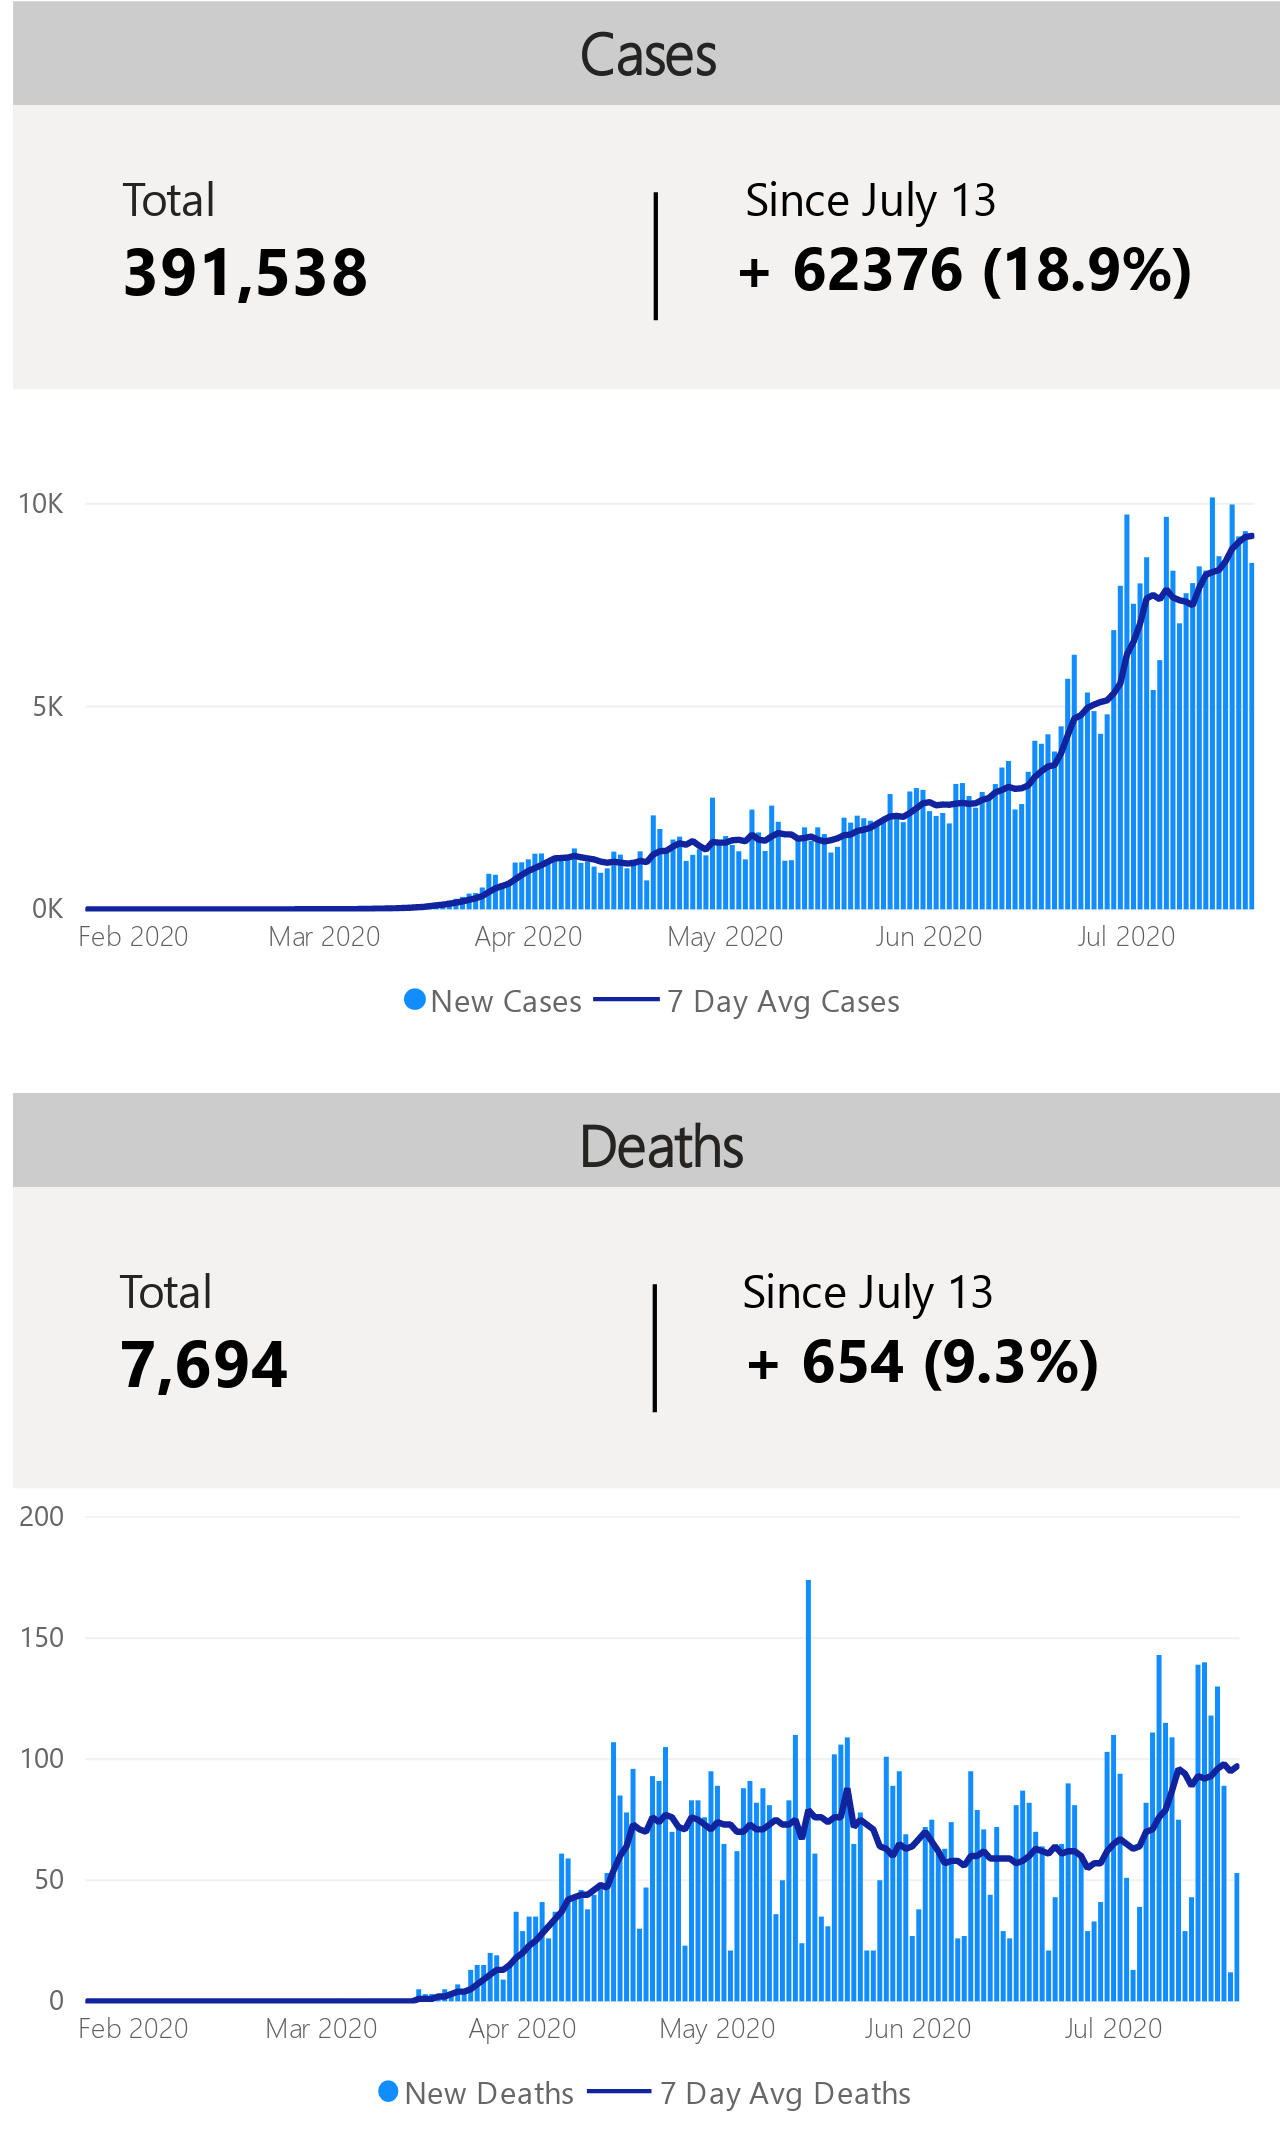 Cases
Total
Since July 13
391,538
+ 62376 (18.9%)
10K
5K
0K
Feb 2020 Mar 2020 Apr 2020 May 2020 Jun 2020 Jul 2020
New Cases 7 Day Avg Cases
Deaths
Total
Since July 13
7,694
+ 654 (9.3%)
200
150
100
50
0
Feb 2020 Mar 2020 Apr 2020 May 2020 Jun 2020 Jul 2020
New Deaths 7 Day Avg Deaths